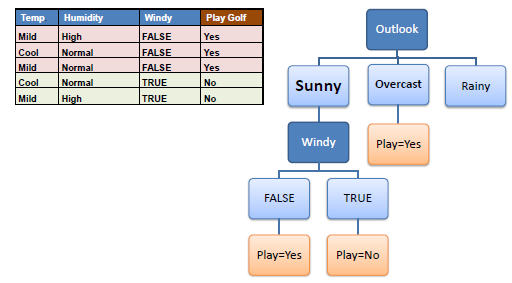 Temp Humidity Windy Play Golf
Mild High FALSE Yes
Cool Normal FALSE Yes
Mild Normal FALSE Yes
Cool Normal TRUE No
Mild High TRUE No
Outlook
Sunny Overcast Rainy
Windy Play=Yes
FALSE TRUE
Play=Yes Play=No